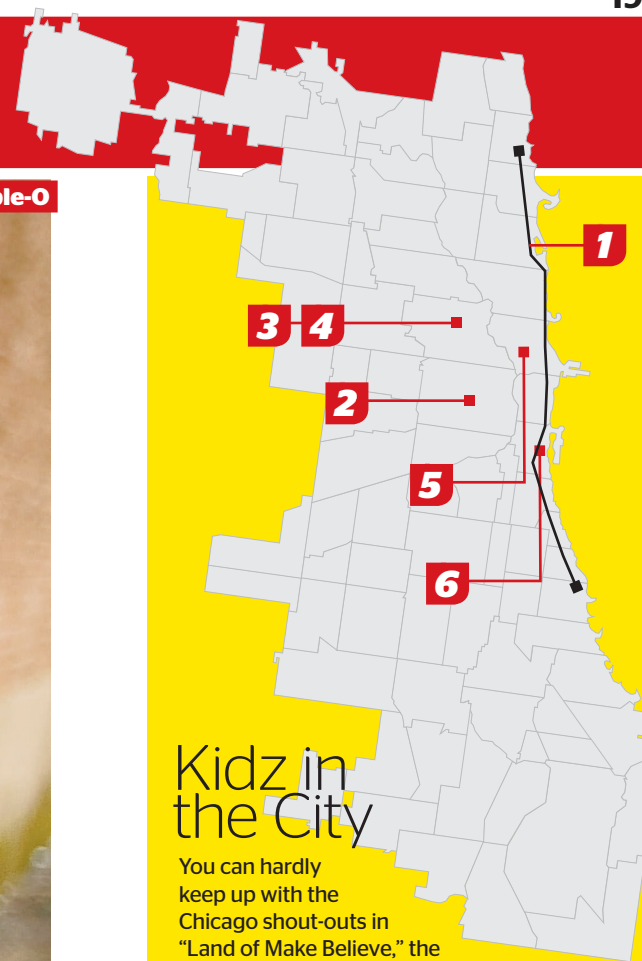 1
3 4
2
5
6
Kidz in
the City
You can hardly
keep up with the
Chicago shout-outs in
“Land of Make Believe,” the